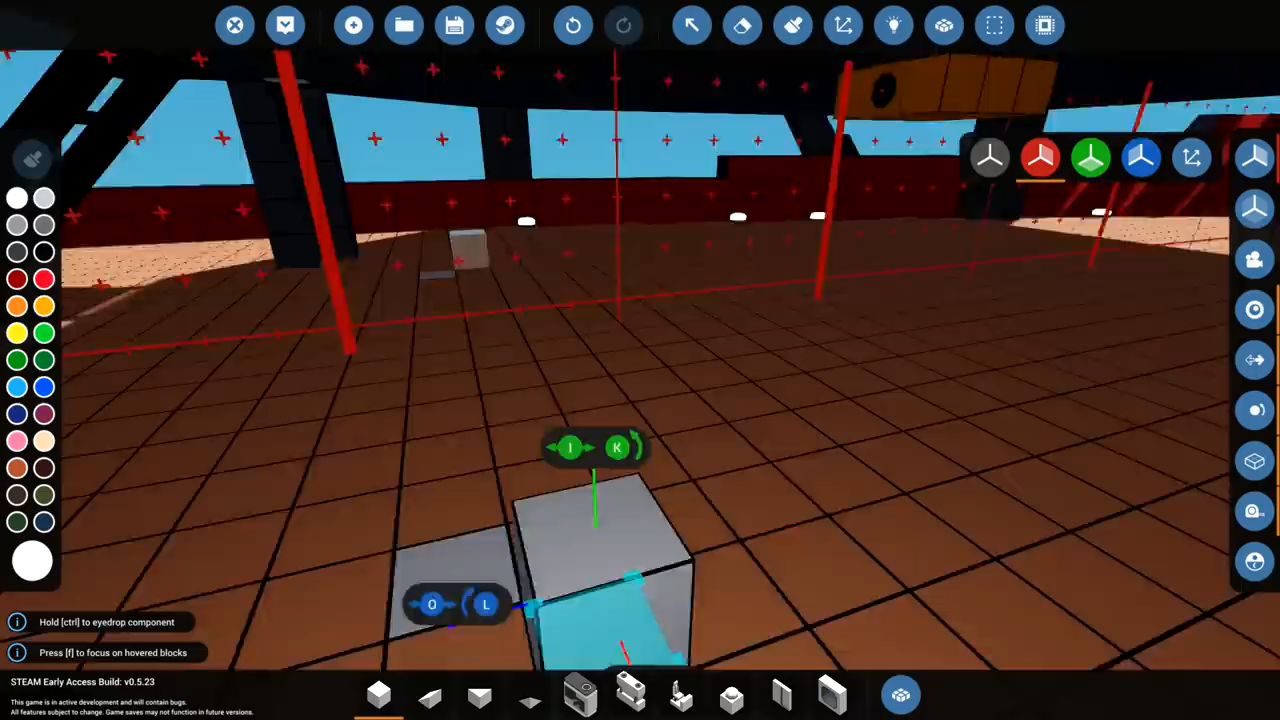 I K
O L
Hold [ctrl] to eyedrop component
Press [f] to focus on hovered blocks
STEAM Early Access Build: v0.5.23
This game is in active development and will contain bugs.
All features subject to change. Game saves may not function in future versions.